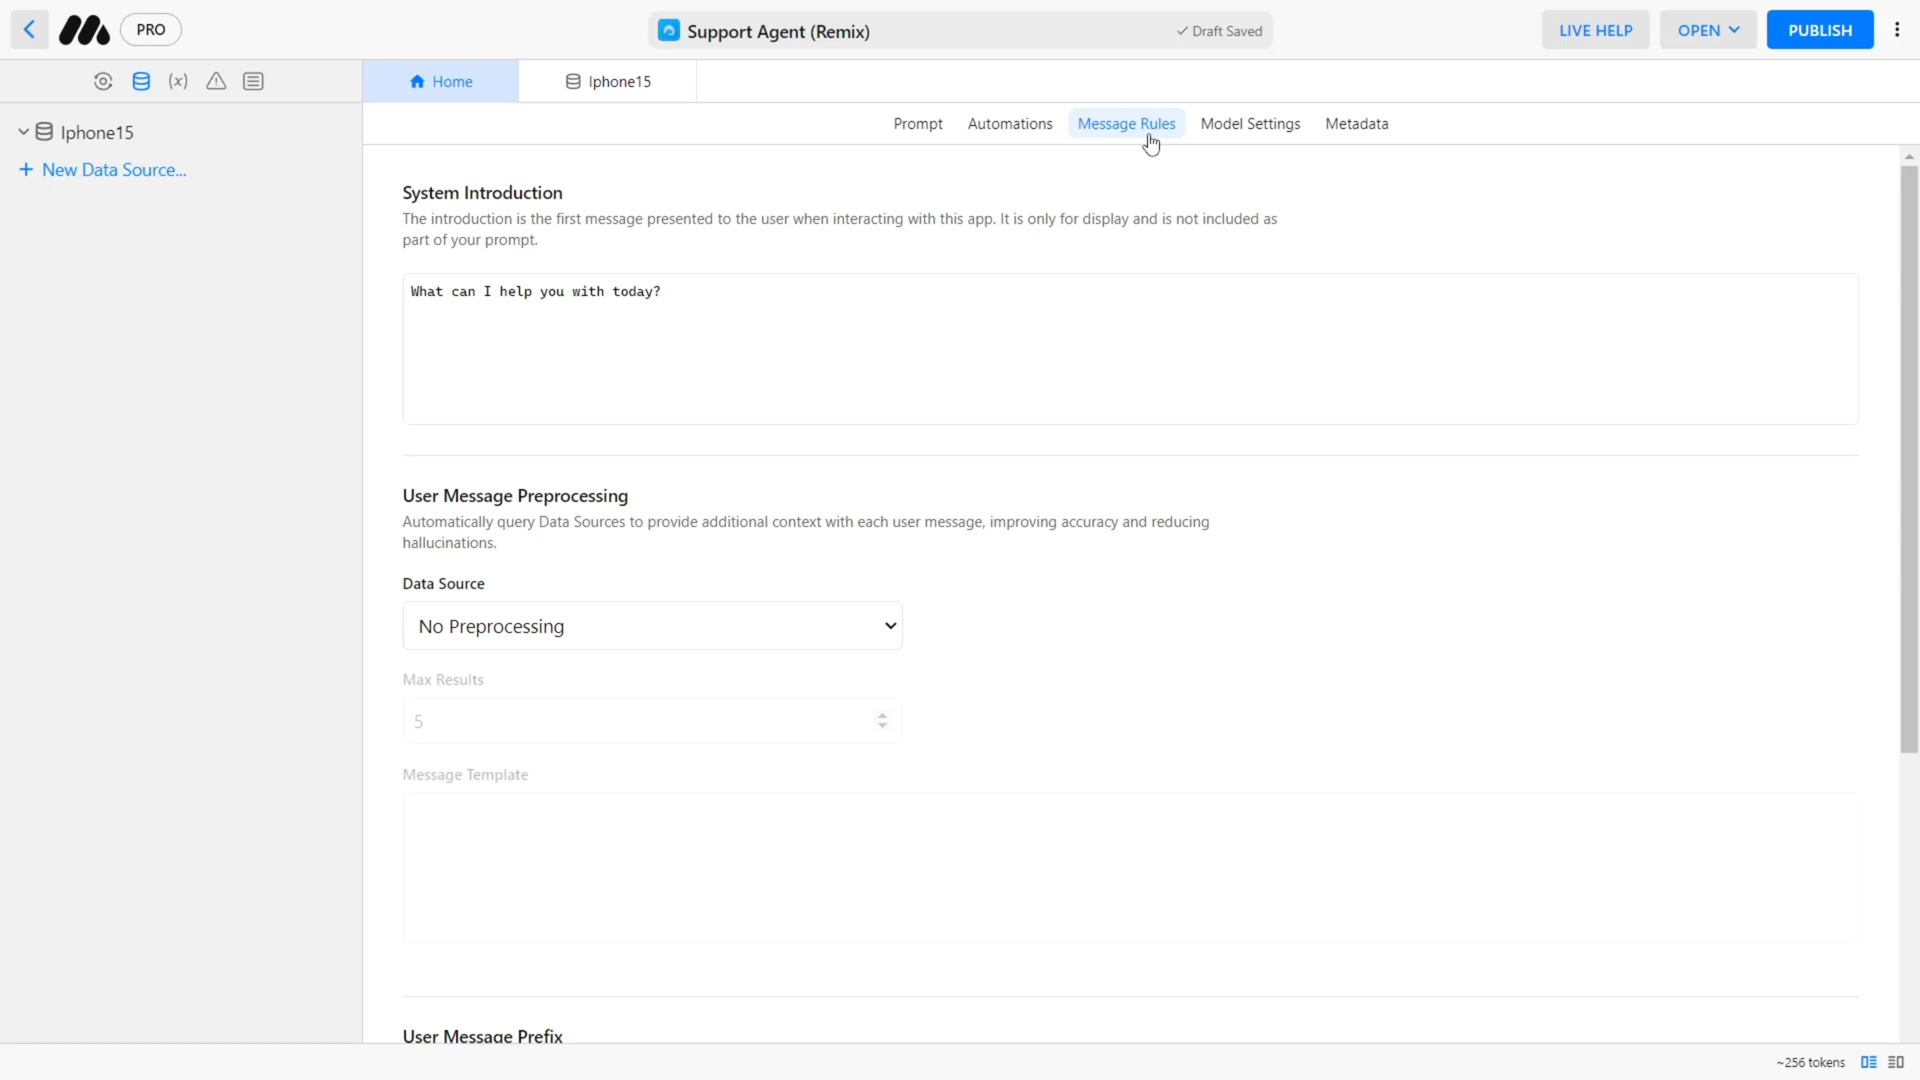 PRO
Support Agent (Remix)
✓ Draft Saved
LIVE HELP
OPEN
PUBLISH
(x)
Home
Iphone15
Iphone15
+ New Data Source...
Prompt
Automations
Message Rules
Model Settings
Metadata
System Introduction
The introduction is the first message presented to the user when interacting with this app. It is only for display and is not included as
part of your prompt.
What can I help you with today?
User Message Preprocessing
Automatically query Data Sources to provide additional context with each user message, improving accuracy and reducing
hallucinations.
Data Source
No Preprocessing
Max Results
5
Message Template
User Message Prefix
~256 tokens